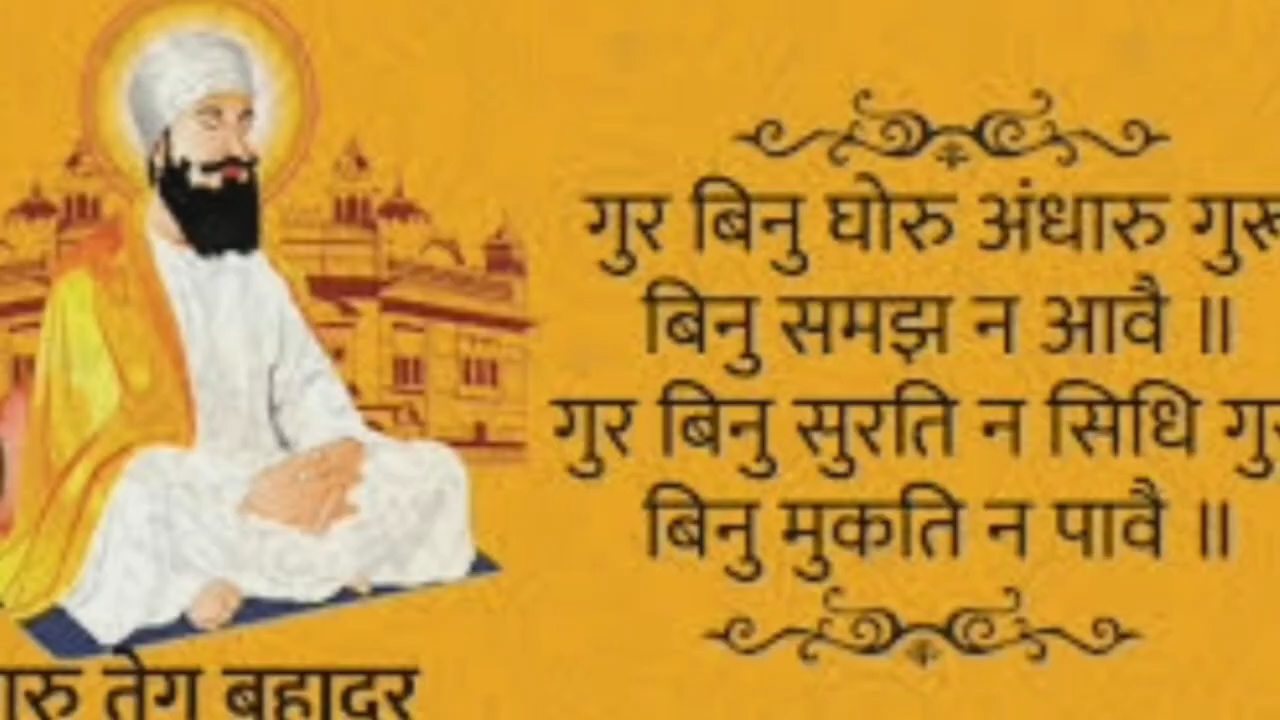 गुर बिनु घोरु अंधारु गुरू
बिनु समझ न आवै ॥
गुर बिनु सुरति न सिधि गुर
बिनु मुकति न पावै ॥
गुरु तेग बहादर